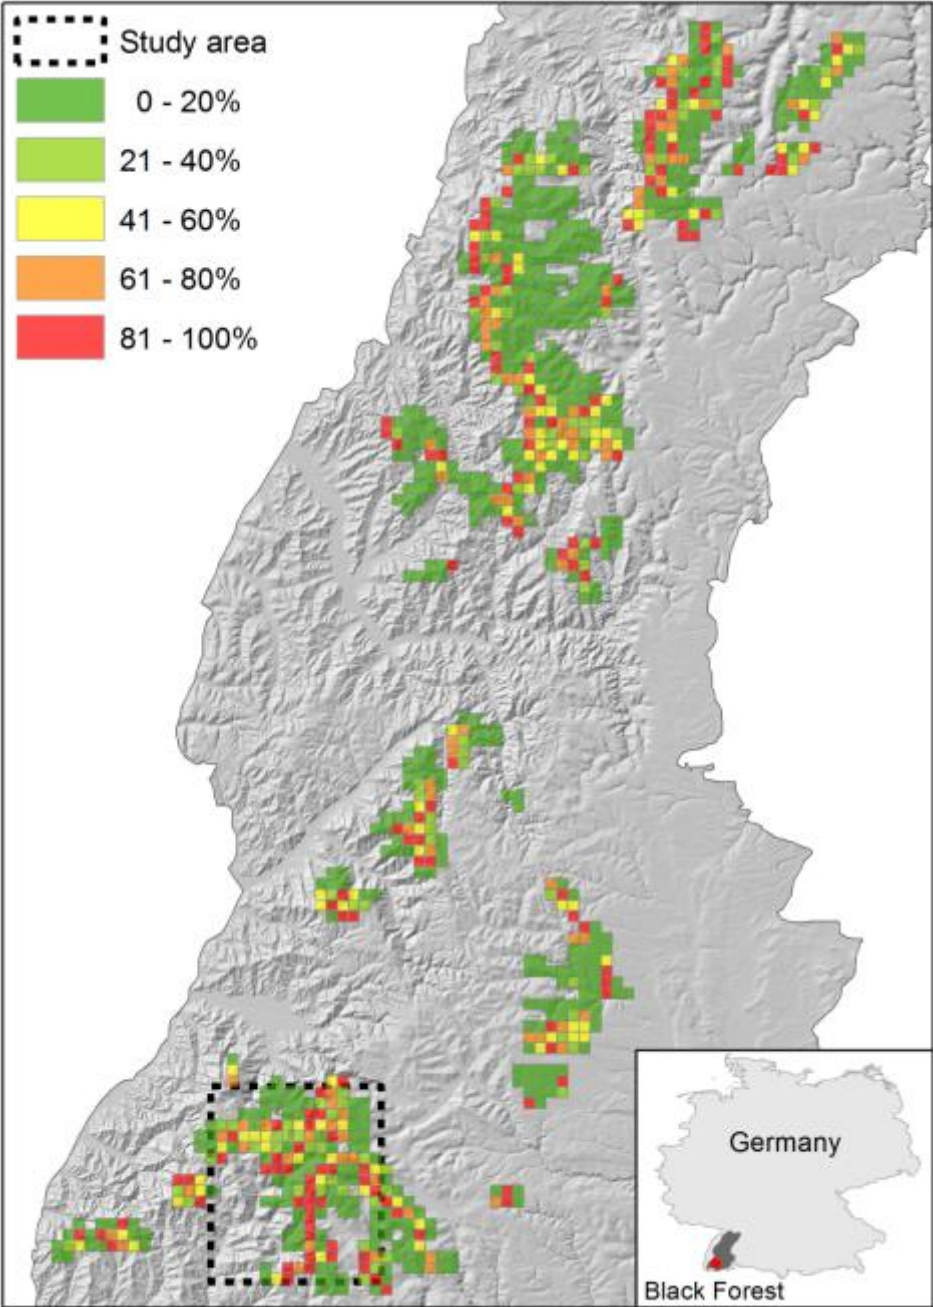 Study area
0 - 20%
21 - 40%
41 - 60%
61 - 80%
81 - 100%
Germany
Black Forest